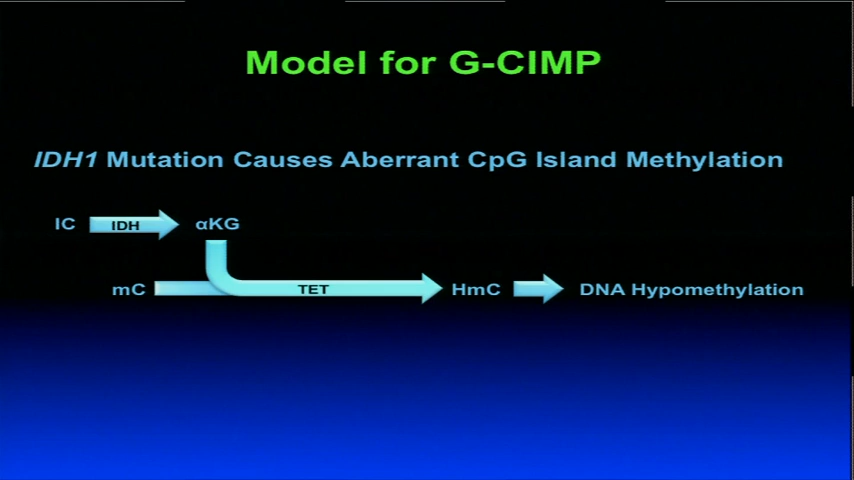 Model for G-CIMP
IDH1 Mutation Causes Aberrant CpG Island Methylation
IC IDH αKG
mC TET HmC DNA Hypomethylation